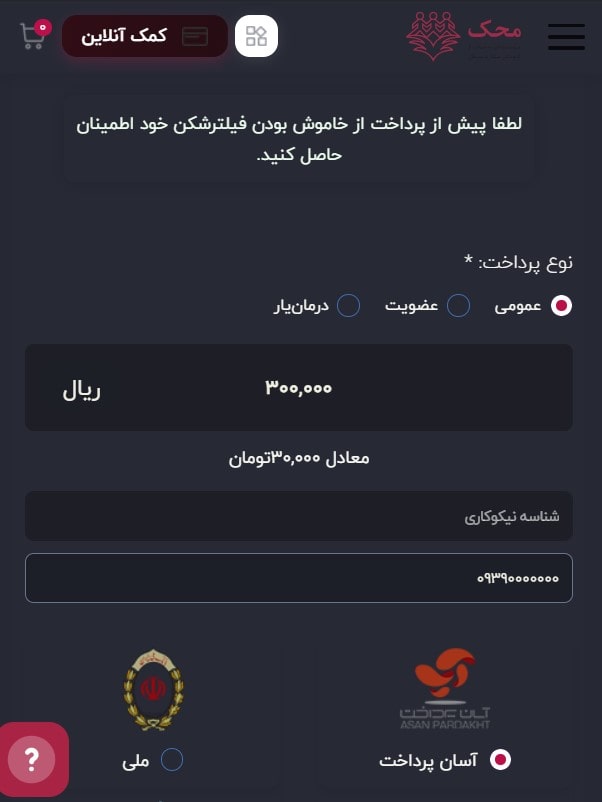 محک
کمک آنلاین
۰
لطفا پیش از پرداخت از خاموش بودن فیلترشکن خود اطمینان
حاصل کنید.
نوع پرداخت: *
عمومی
عضویت
درمان‌یار
۳۰۰,۰۰۰
ریال
معادل ۳۰,۰۰۰تومان
شناسه نیکوکاری
۰۹۳۹۰۰۰۰۰۰۰
آسان پرداخت
ASAN PARDAKHT
آسان پرداخت
ملی
?